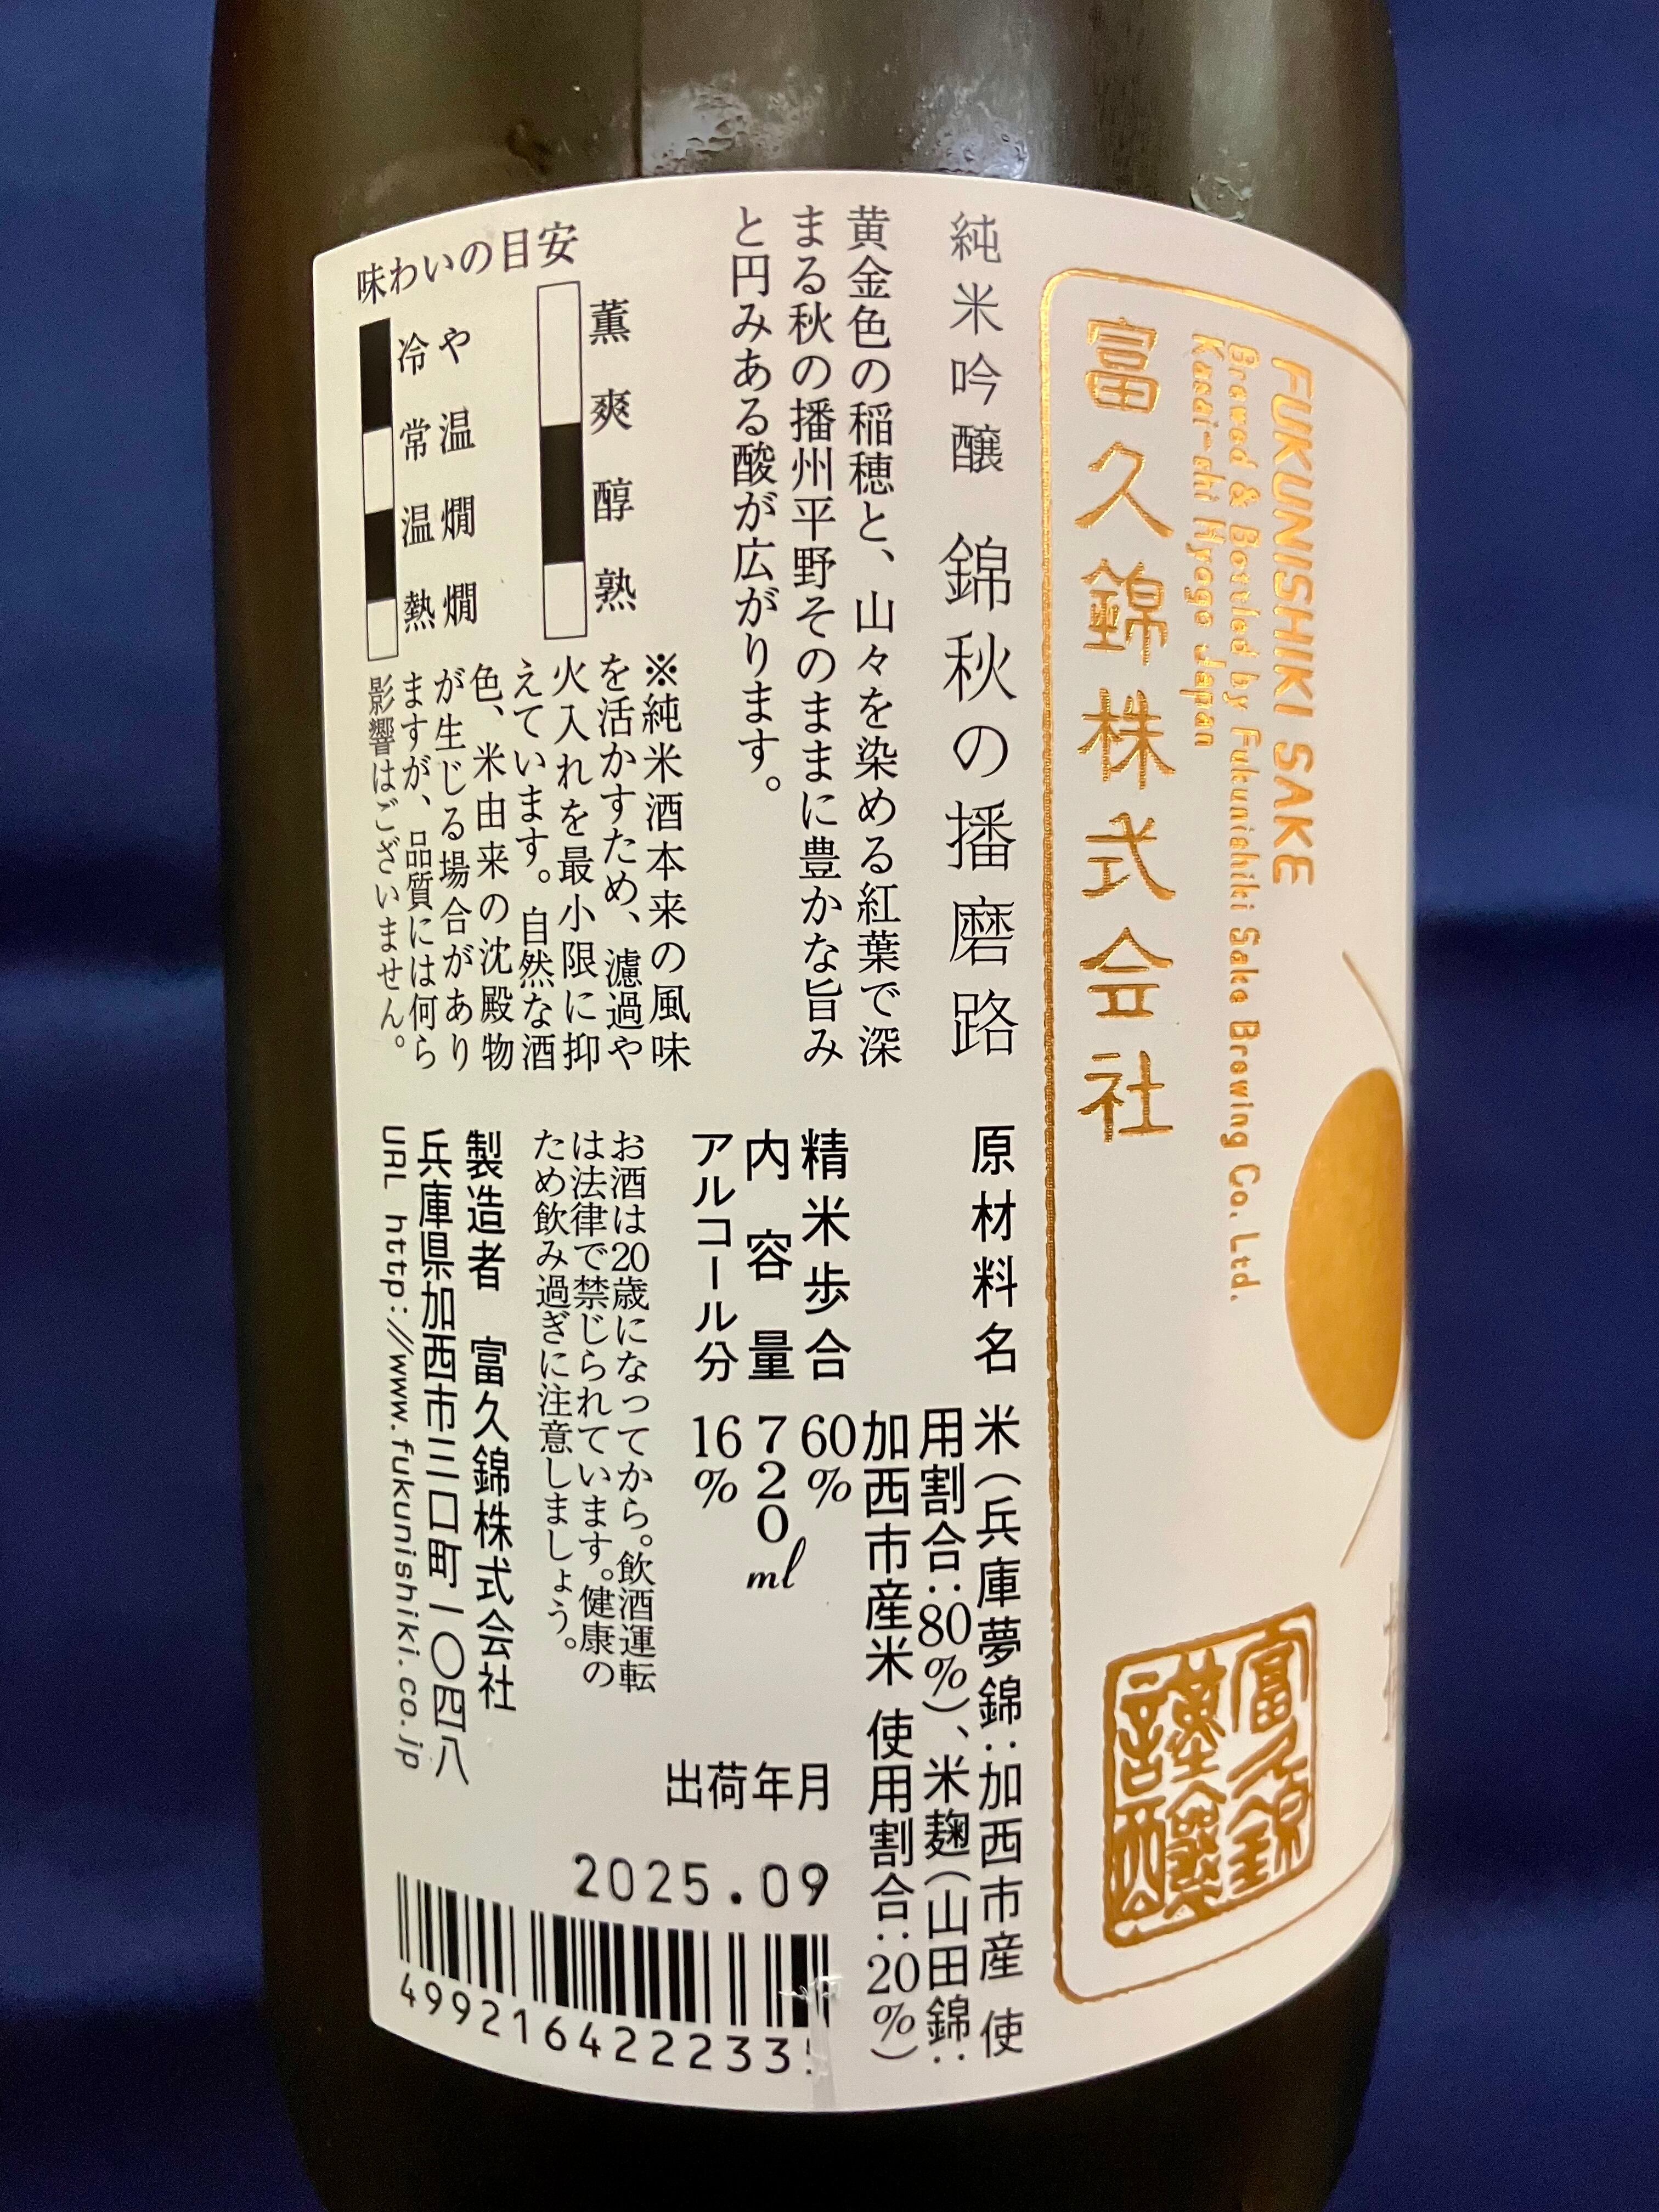 FUKUNISHIKI SAKE
Brewed & Bottled by Fukunishiki Sake Brewing Co. Ltd.
Kasai-shi Hyogo Japan
富久錦株式会社
富久錦
謹醸
純米吟醸 錦秋の播磨路
黄金色の稲穂と、山々を染める紅葉で深
まる秋の播州平野そのままに豊かな旨み
と円みある酸が広がります。
味わいの目安
薫 爽 醇 熟
冷や 常温 温燗 熱燗
※純米酒本来の風味
を活かすため、濾過や
火入れを最小限に抑
えています。自然な酒
色、米由来の沈殿物
が生じる場合があり
ますが、品質には何ら
影響はございません。
原材料名 米(兵庫夢錦:加西市産 使
用割合:80%)、米麹(山田錦:
加西市産米 使用割合:20%)
精米歩合 60%
内容量 720ml
アルコール分 16%
お酒は20歳になってから。飲酒運転
は法律で禁じられています。健康の
ため飲み過ぎに注意しましょう。
製造者 富久錦株式会社
兵庫県加西市三口町一〇四八
URL http://www.fukunishiki.co.jp
出荷年月
2025.09
499216422233